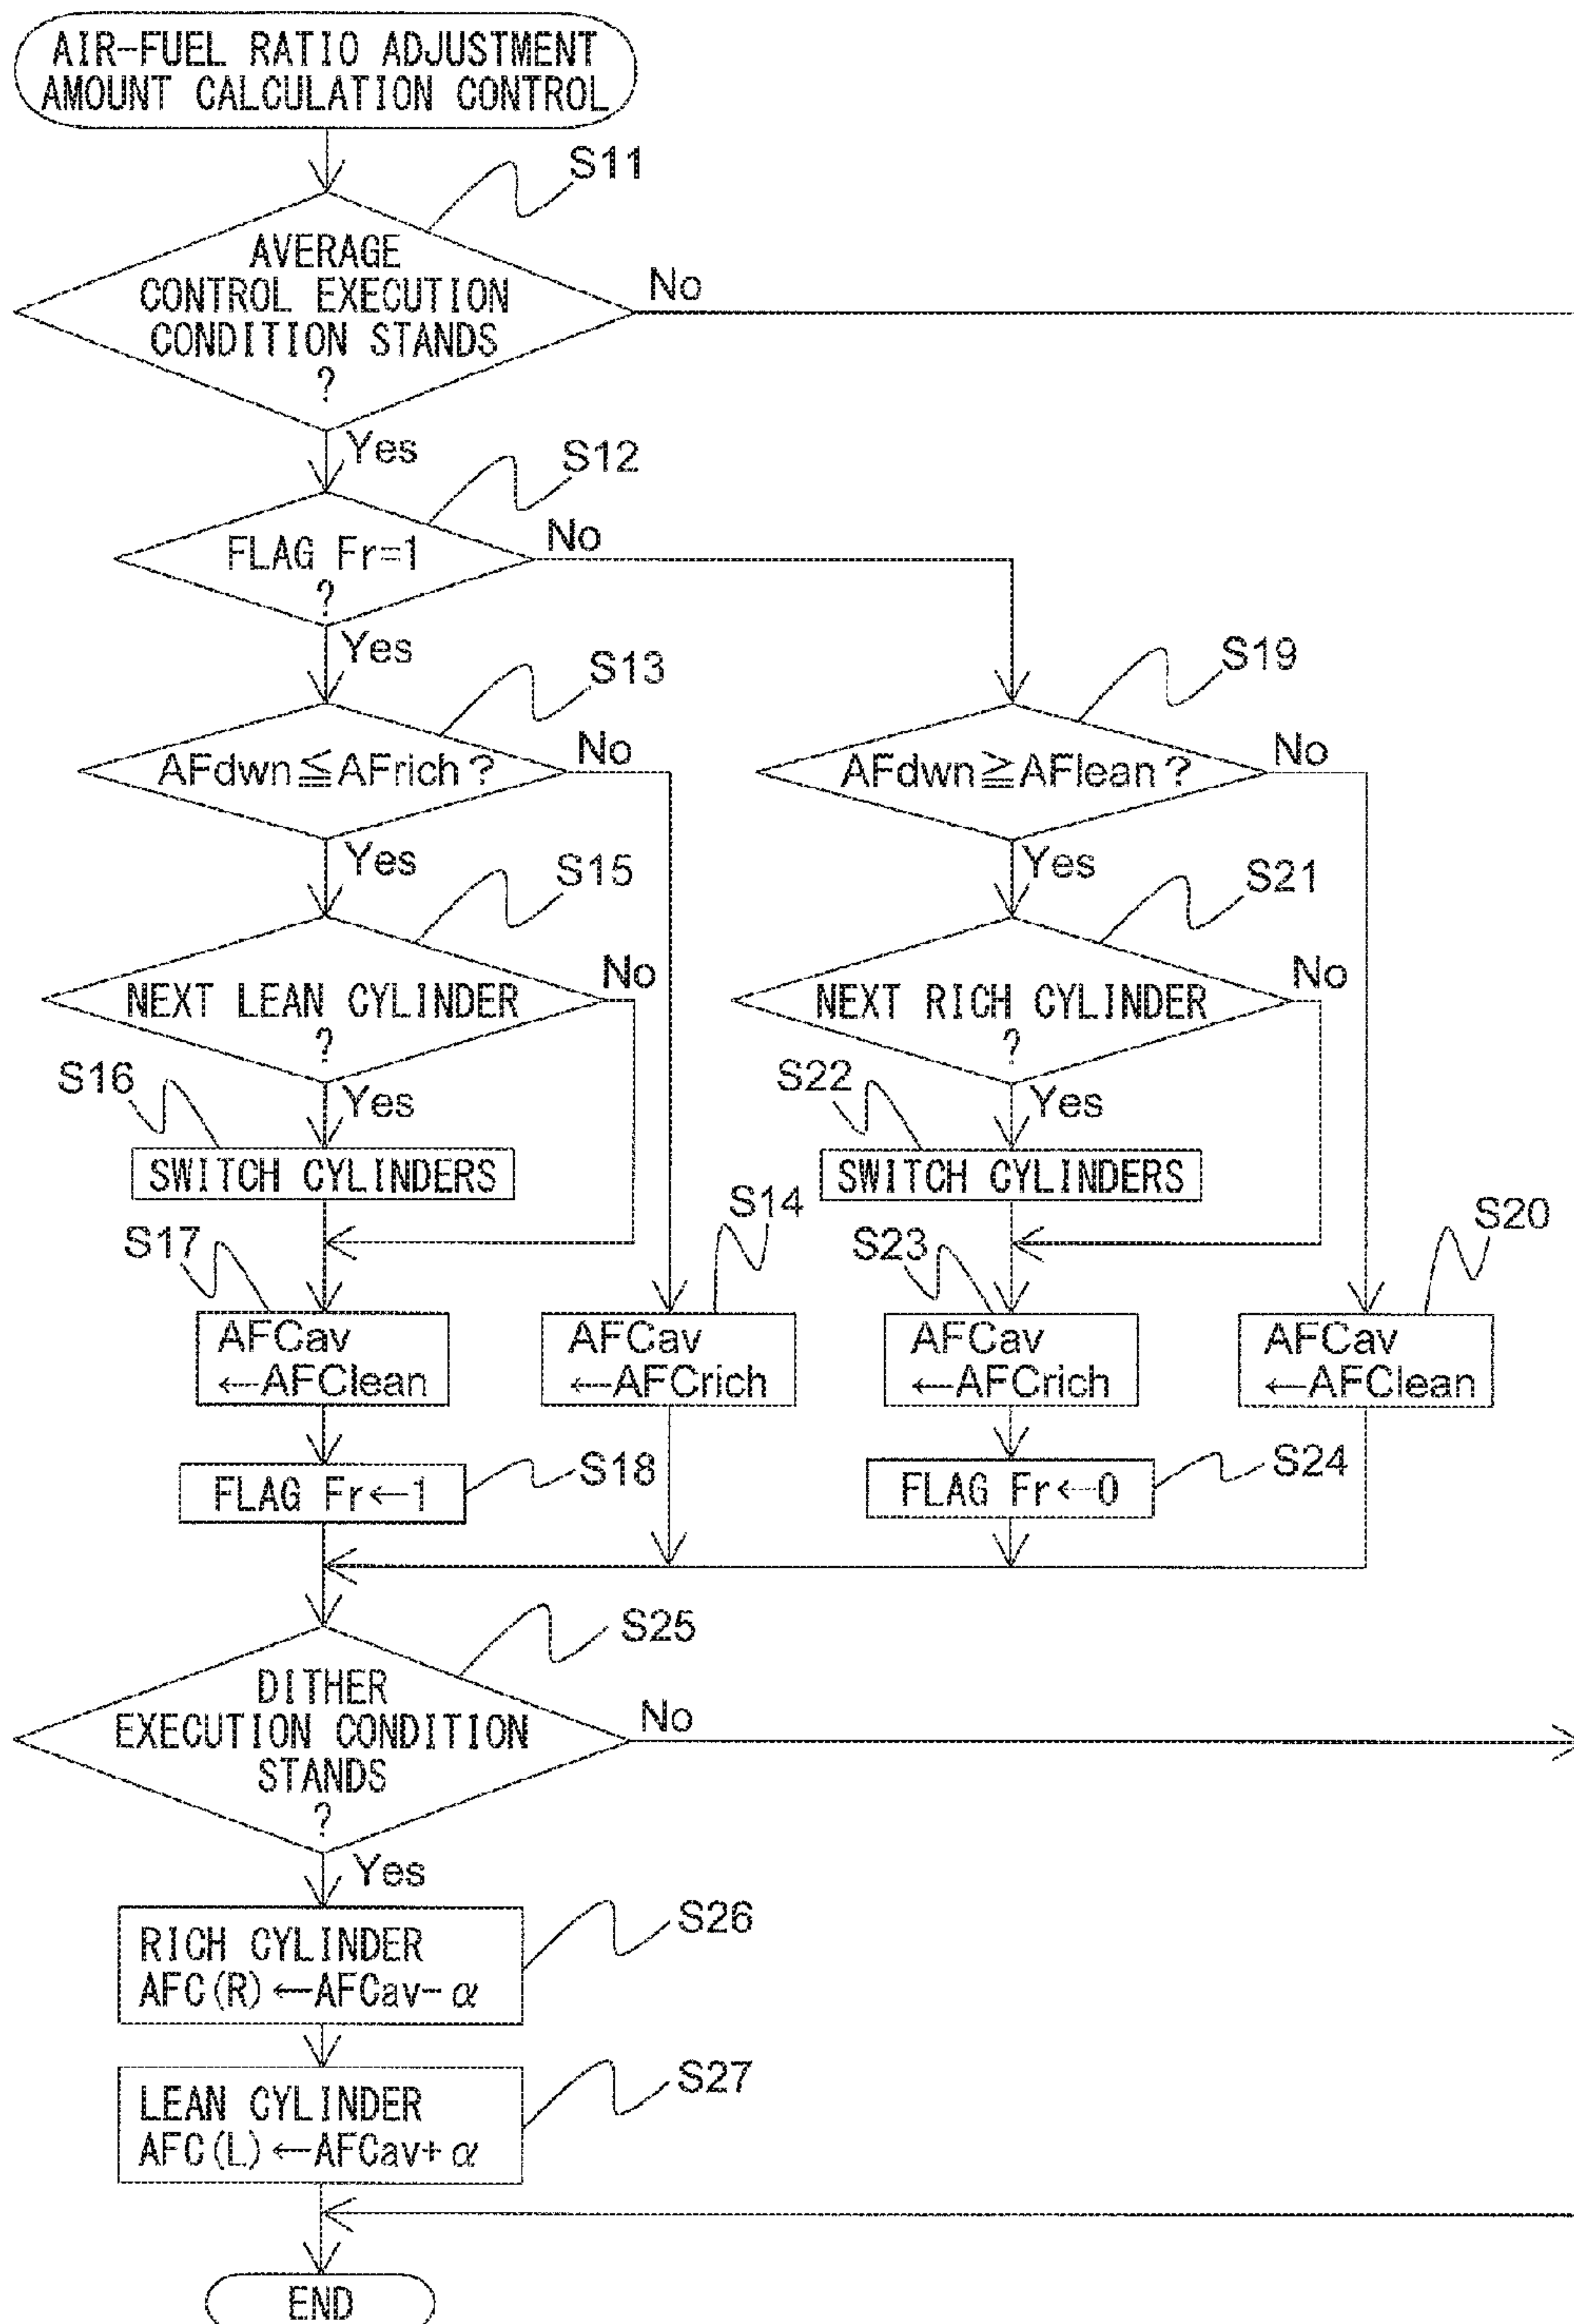 AIR-FUEL RATIO ADJUSTMENT
AMOUNT CALCULATION CONTROL
S11
AVERAGE
CONTROL EXECUTION
CONDITION STANDS
?
No
Yes
S12
FLAG Fr=1
?
No
Yes
S13
AFdwn≦AFrich?
No
Yes
S19
AFdwn≧AFlean?
No
Yes
S15
NEXT LEAN CYLINDER
?
No
Yes
S21
NEXT RICH CYLINDER
?
No
Yes
S16
SWITCH CYLINDERS
S22
SWITCH CYLINDERS
S17
AFCav
←AFClean
S14
AFCav
←AFCrich
S23
AFCav
←AFCrich
S20
AFCav
←AFClean
FLAG Fr←1
S18
FLAG Fr←0
S24
S25
DITHER
EXECUTION CONDITION
STANDS
?
No
Yes
S26
RICH CYLINDER
AFC(R)←AFCav-α
S27
LEAN CYLINDER
AFC(L)←AFCav+α
END